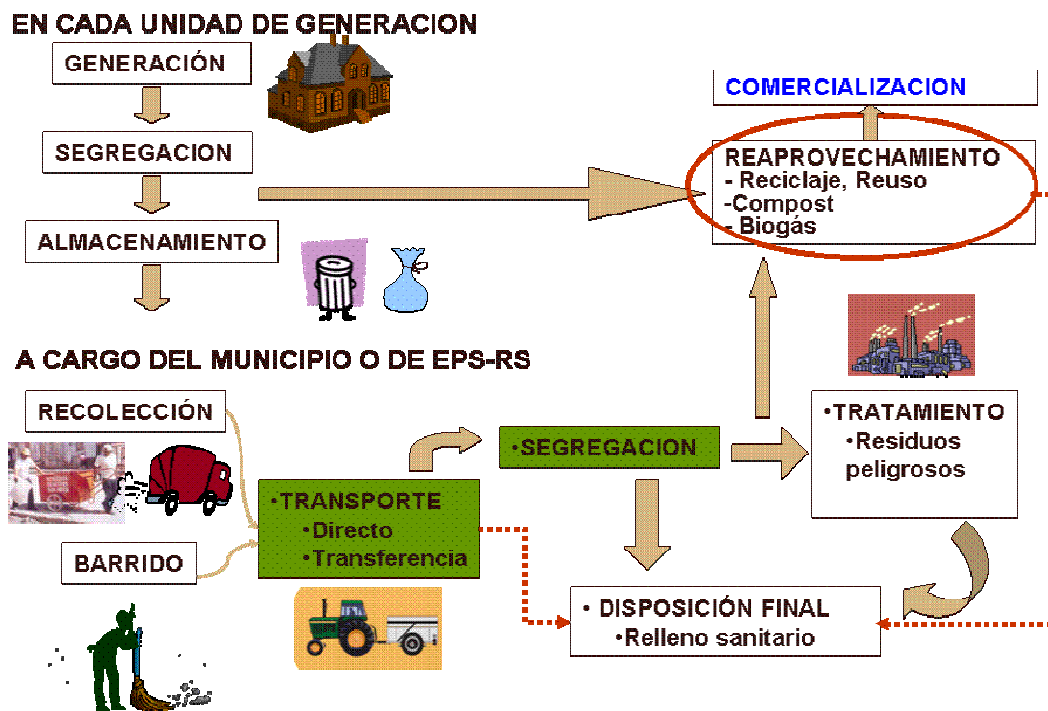 EN CADA UNIDAD DE GENERACION
GENERACIÓN
SEGREGACION
ALMACENAMIENTO
COMERCIALIZACION
REAPROVECHAMIENTO
- Reciclaje, Reuso
-Compost
- Biogás
A CARGO DEL MUNICIPIO O DE EPS-RS
RECOLECCIÓN
BARRIDO
•TRANSPORTE
•Directo
•Transferencia
•SEGREGACION
•TRATAMIENTO
•Residuos
peligrosos
• DISPOSICIÓN FINAL
•Relleno sanitario